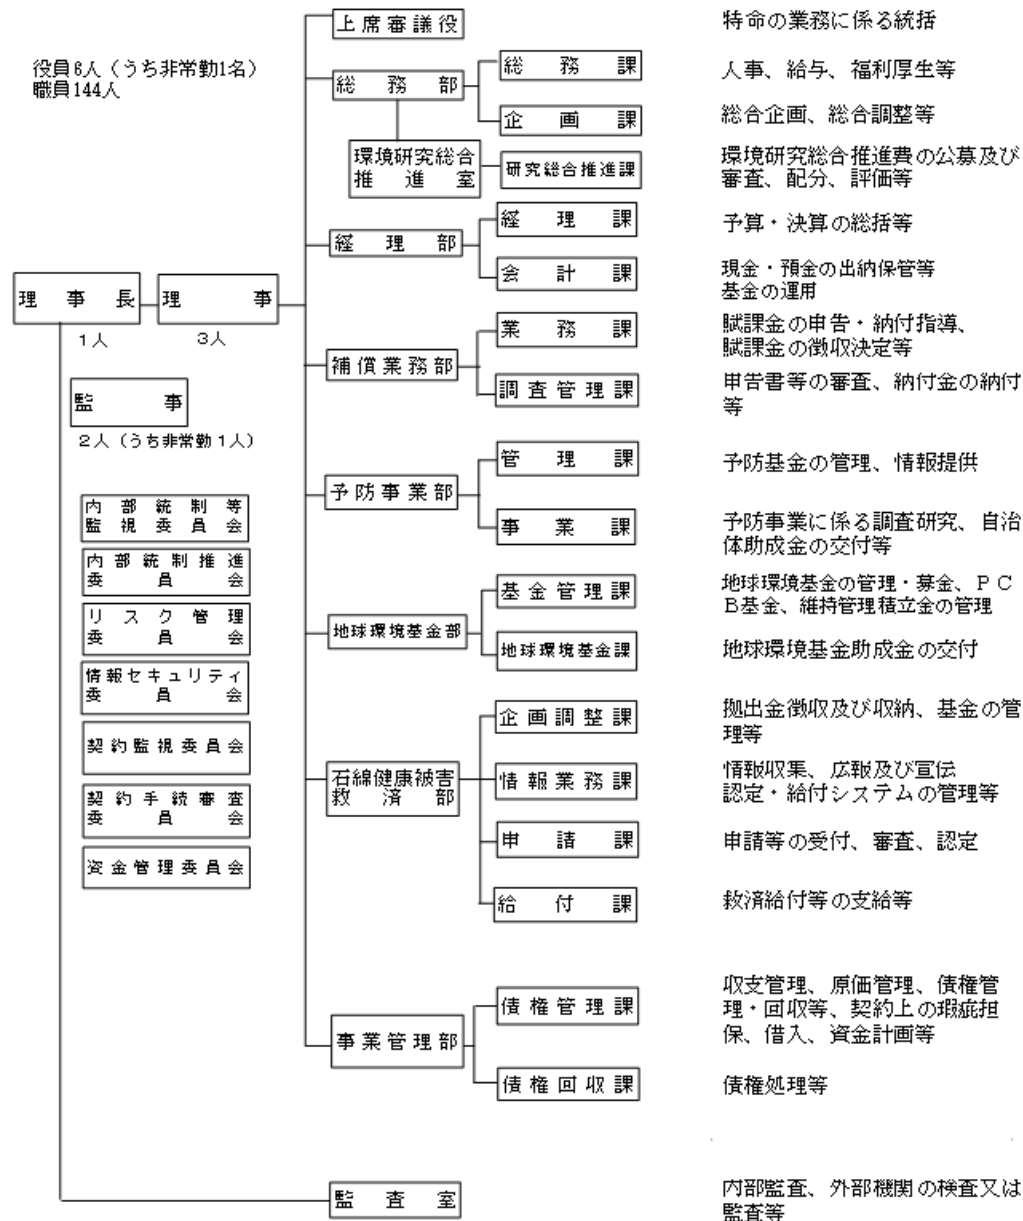 役員6人（うち非常勤1名）
職員144人
上席審議役
特命の業務に係る統括
総務部
総務課
人事、給与、福利厚生等
企画課
総合企画、総合調整等
環境研究総合
推進室
研究総合推進課
環境研究総合推進費の公募及び
審査、配分、評価等
経理部
経理課
予算・決算の総括等
会計課
現金・預金の出納保管等
基金の運用
理事長
1人
理事
3人
監事
2人（うち非常勤1人）
補償業務部
業務課
賦課金の申告・納付指導、
賦課金の徴収決定等
調査管理課
申告書等の審査、納付金の納付
等
予防事業部
管理課
予防基金の管理、情報提供
事業課
予防事業に係る調査研究、自治
体助成金の交付等
内部統制等
監視委員会
内部統制推進
委員会
リスク管理
委員会
情報セキュリティ
委員会
契約監視委員会
契約手続審査
委員会
資金管理委員会
地球環境基金部
基金管理課
地球環境基金の管理・募金、ＰＣ
Ｂ基金、維持管理積立金の管理
地球環境基金課
地球環境基金助成金の交付
石綿健康被害
救済部
企画調整課
拠出金徴収及び収納、基金の管
理等
情報業務課
情報収集、広報及び宣伝
認定・給付システムの管理等
申請課
申請等の受付、審査、認定
給付課
救済給付等の支給等
事業管理部
債権管理課
収支管理、原価管理、債権管
理・回収等、契約上の瑕疵担
保、借入、資金計画等
債権回収課
債権処理等
監査室
内部監査、外部機関の検査又は
監査等